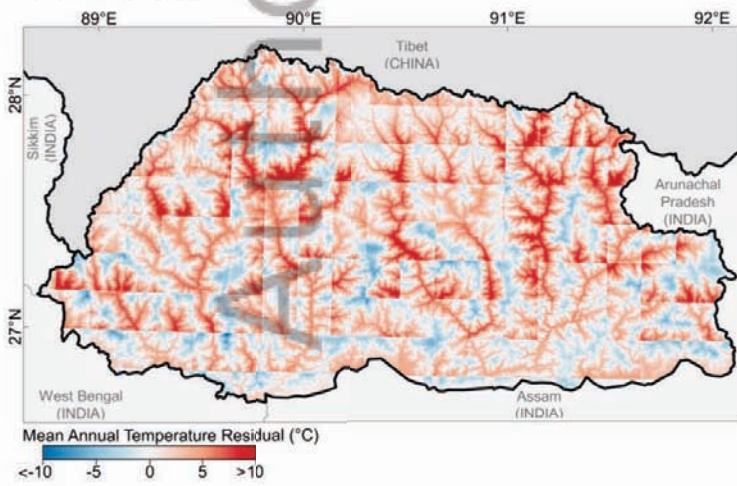 89°E 90°E 91°E 92°E
Tibet
(CHINA)
28°N
Sikkim
(INDIA)
Arunachal
Pradesh
(INDIA)
27°N
West Bengal
(INDIA)
Assam
(INDIA)
Mean Annual Temperature Residual (°C)
<-10 -5 0 5 >10
Autho